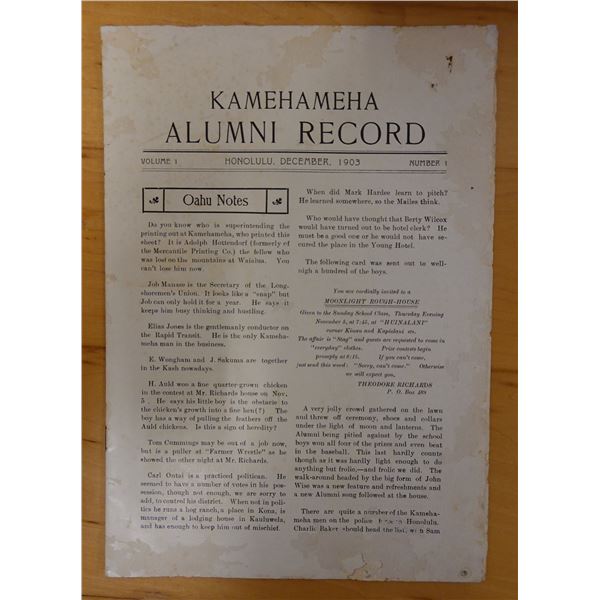 KAMEHAMEHA
ALUMNI RECORD
VOLUME 1 HONOLULU, DECEMBER, 1903 NUMBER 1
Oahu Notes
Do you know who is superintending the
printing out at Kamehameha, who printed this
sheet? It is Adolph Hottendorf (formerly of
the Mercantile Printing Co.) the fellow who
was lost on the mountains at Waialua. You
can't lose him now.
Job Manase is the Secretary of the Long-
shoremen's Union. It looks like a "snap" but
Job can only hold it for a year. He says it
keeps him busy thinking and hustling.
Elias Jones is the gentlemanly conductor on
the Rapid Transit. He is the only Kameha-
meha man in the business.
E. Wongham and J. Sakuma are together
in the Kash nowadays.
H. Auld won a fine quarter-grown chicken
in the contest at Mr. Richards house on Nov.
5. He says his little boy is the obstacle to
the chicken's growth into a fine hen(?) The
boy has a way of pulling the feathers off the
Auld chickens. Is this a sign of heredity?
Tom Cummings may be out of a job now,
but is a puller at "Farmer Wrestle" as he
showed the other night at Mr. Richards.
Carl Ontai is a practical politican. He
seemed to have a number of votes in his pos-
session, though not enough, we are sorry to
add, to control his district. When not in poli-
tics he runs a hog ranch, a place in Kona, is
manager of a lodging house in Kauluwela,
and has enough to keep him out of mischief.
When did Mark Hardee learn to pitch?
He learned somewhere, so the Mailes think.
Who would have thought that Berty Wilcox
would have turned out to be hotel clerk? He
must be a good one or he would not have se-
cured the place in the Young Hotel.
The following card was sent out to well-
nigh a hundred of the boys.
You are cordially invited to a
MOONLIGHT ROUGH-HOUSE
Given to the Sunday School Class, Thursday Evening
November 5, at 7:45, at "HUINALANI"
corner Kinau and Kapiolani sts.
The affair is "Stag" and guests are requested to come in
"everyday" clothes. Prize contests begin
promptly at 8:15. If you can't come,
just send this word: "Sorry, can't come." Otherwise
we will expect you.
THEODORE RICHARDS
P. O. Box
A very jolly crowd gathered on the lawn
and threw off ceremony, shoes and collars
under the light of moon and lanterns. The
Alumni being pitied against by the school
boys won all four of the prizes and even beat
in the baseball. This last hardly counts
though as it was hardly light enough to do
anything but frolic,—and frolic we did. The
walk-around headed by the big form of John
Wise was a new feature and refreshments and
a new Alumni song followed at the house.
There are quite a number of the Kameha-
meha men on the police in Honolulu.
Charlie Baker should head the list, with Sam